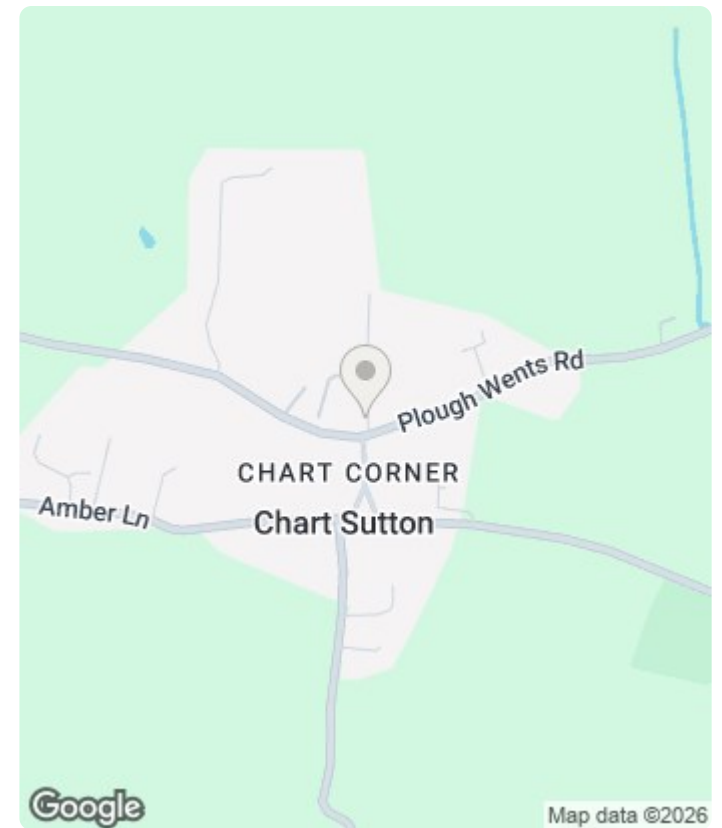 Plough Wents Rd
CHART CORNER
Amber Ln
Chart Sutton
Google
Map data ©2026